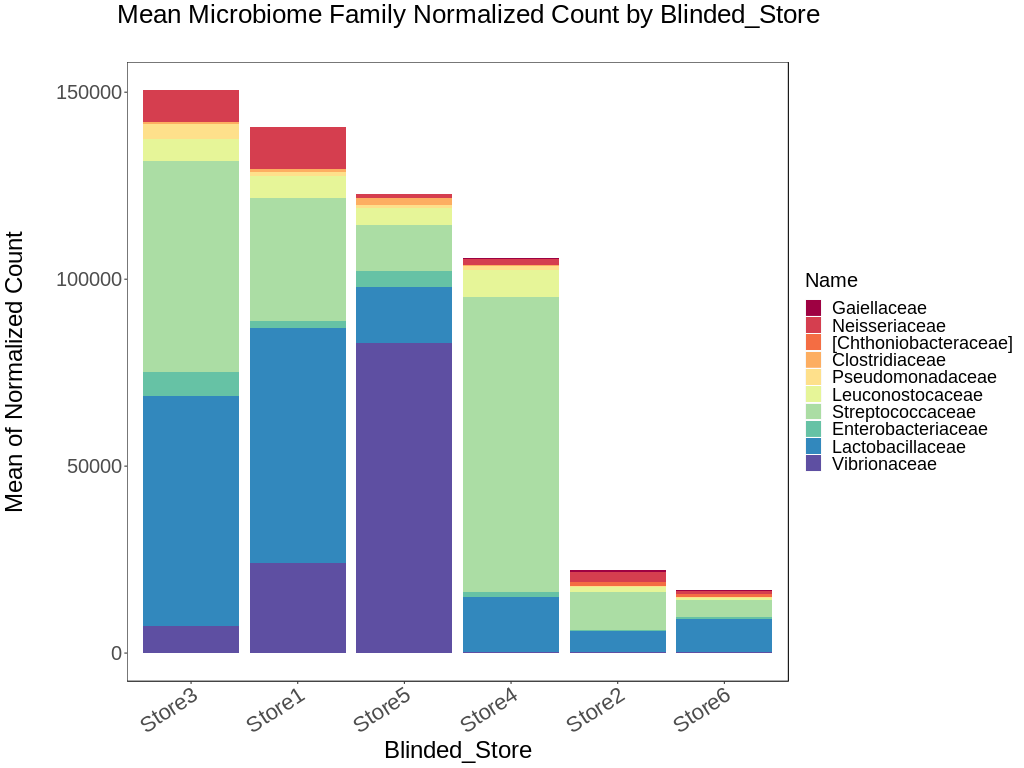 Mean Microbiome Family Normalized Count by Blinded_Store
Mean of Normalized Count
150000
100000
50000
0
Store3
Store1
Store5
Store4
Store2
Store6
Blinded_Store
Name
Gaiellaceae
Neisseriaceae
[Chthoniobacteraceae]
Clostridiaceae
Pseudomonadaceae
Leuconostocaceae
Streptococcaceae
Enterobacteriaceae
Lactobacillaceae
Vibrionaceae